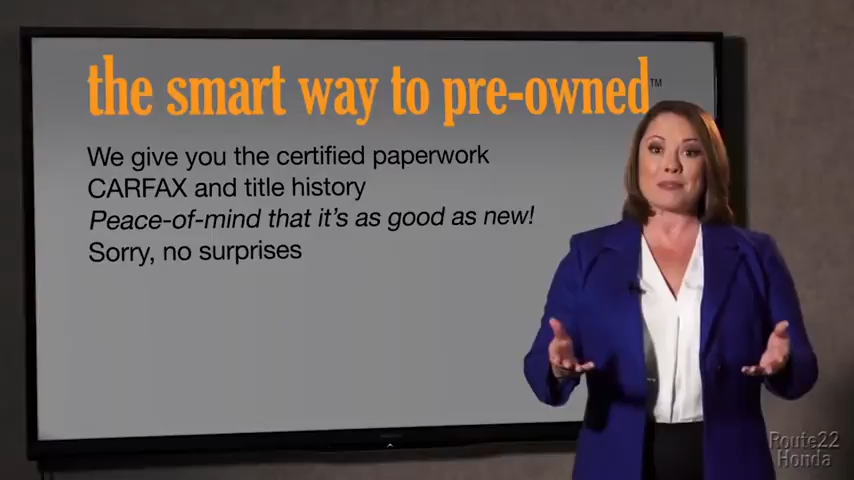 the smart way to pre-owned™
We give you the certified paperwork
CARFAX and title history
Peace-of-mind that it's as good as new!
Sorry, no surprises
Route22
Honda